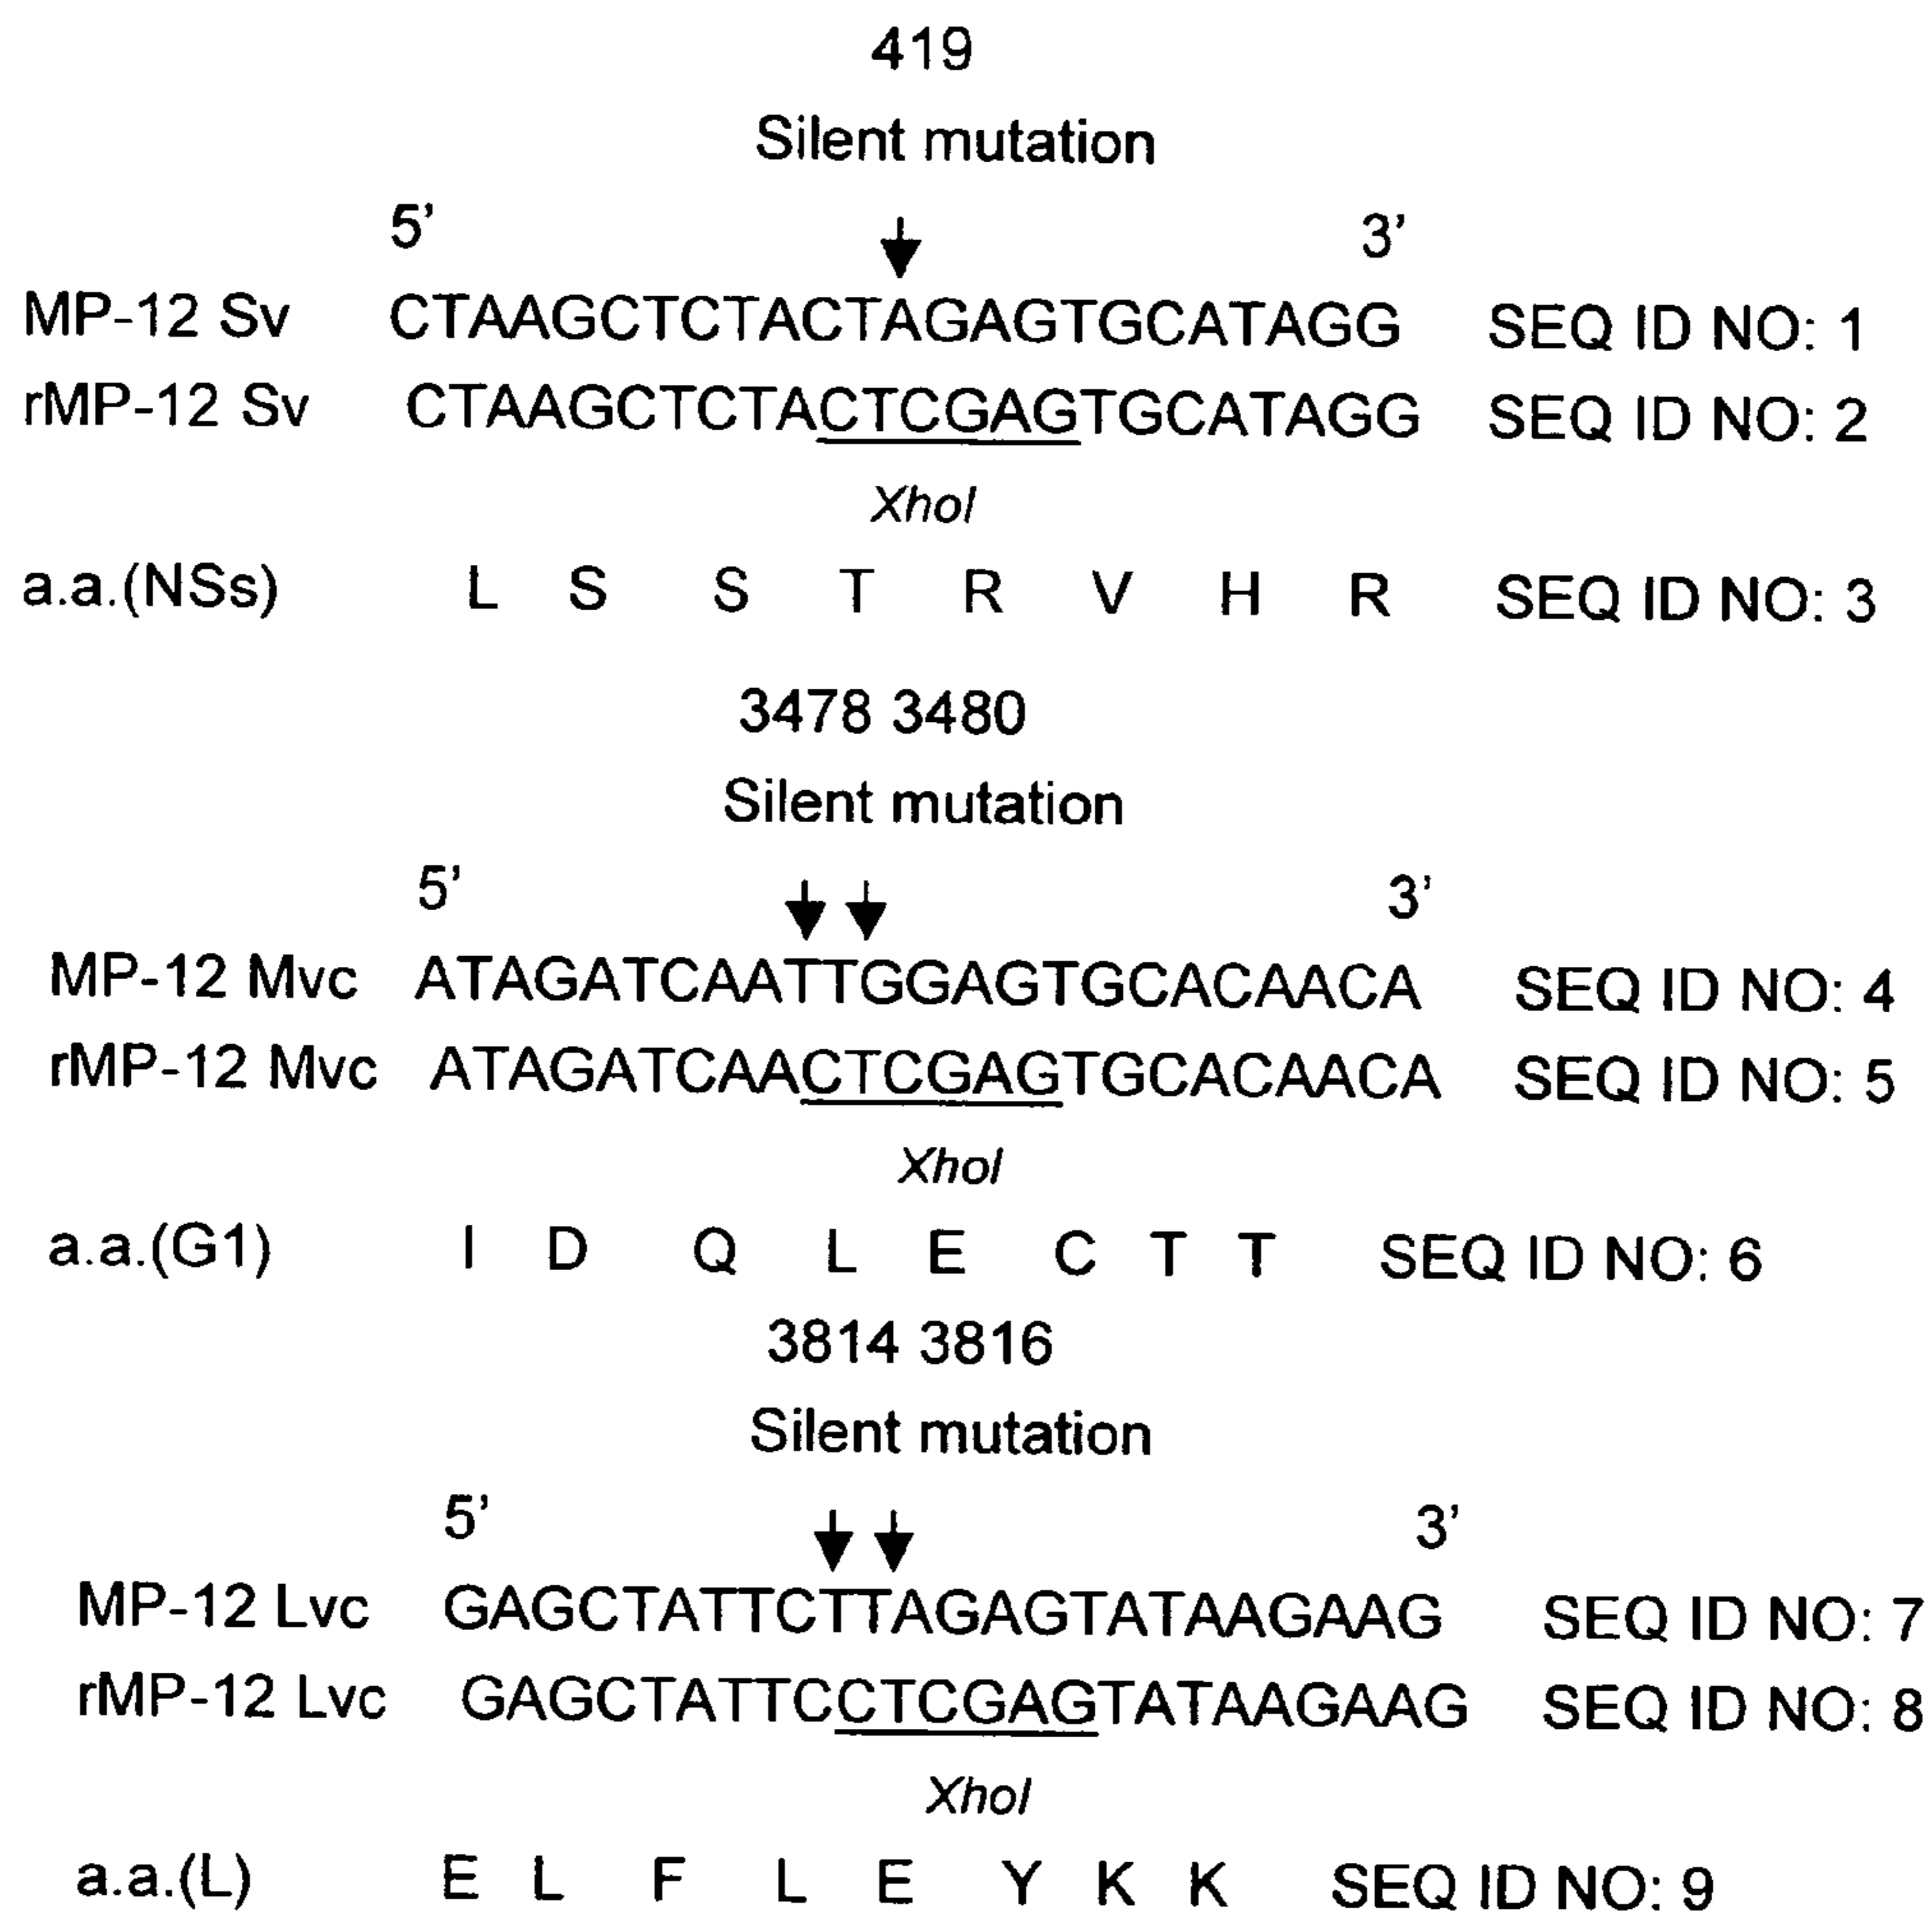 419
Silent mutation
5' 3'
MP-12 Sv CTAAGCTCTACTAGAGTGCATAGG SEQ ID NO: 1
rMP-12 Sv CTAAGCTCTACTCGAGTGCATAGG SEQ ID NO: 2
XhoI
a.a.(NSs) L S S T R V H R SEQ ID NO: 3
3478 3480
Silent mutation
5' 3'
MP-12 Mvc ATAGATCAATTGGAGTGCACAACA SEQ ID NO: 4
rMP-12 Mvc ATAGATCAACTCGAGTGCACAACA SEQ ID NO: 5
XhoI
a.a.(G1) I D Q L E C T T SEQ ID NO: 6
3814 3816
Silent mutation
5' 3'
MP-12 Lvc GAGCTATTCTTAGAGTATAAGAAG SEQ ID NO: 7
rMP-12 Lvc GAGCTATTCCTCGAGTATAAGAAG SEQ ID NO: 8
XhoI
a.a.(L) E L F L E Y K K SEQ ID NO: 9